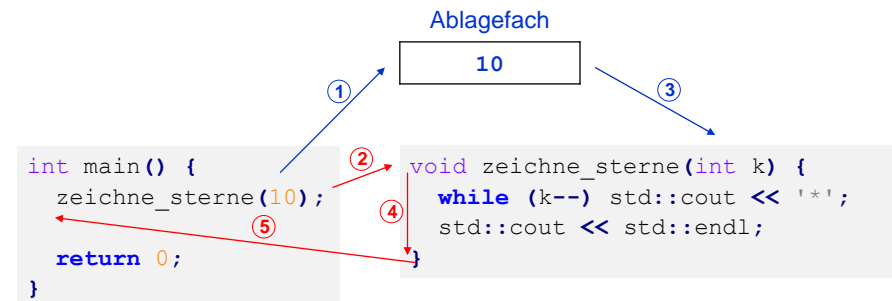 Ablagefach
10
①
③
②
int main() {
zeichne_sterne(10);
return 0;
}
void zeichne_sterne(int k) {
while (k--) std::cout << '*';
std::cout << std::endl;
}
④
⑤